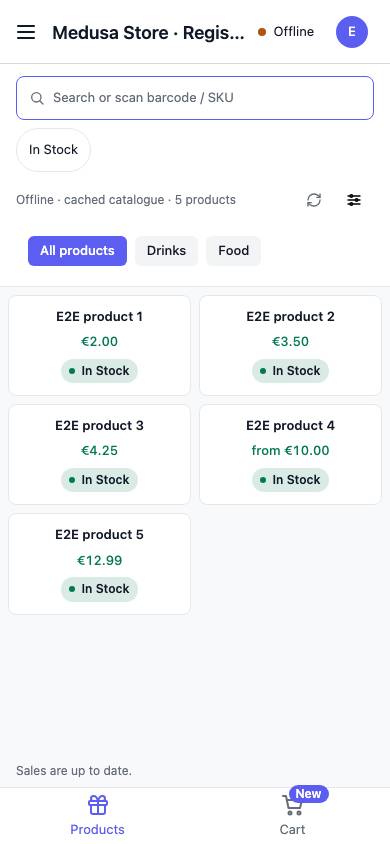 Medusa Store · Regis...
Offline
E
Search or scan barcode / SKU
In Stock
Offline · cached catalogue · 5 products
All products
Drinks
Food
E2E product 1
€2.00
In Stock
E2E product 2
€3.50
In Stock
E2E product 3
€4.25
In Stock
E2E product 4
from €10.00
In Stock
E2E product 5
€12.99
In Stock
Sales are up to date.
Products
New
Cart